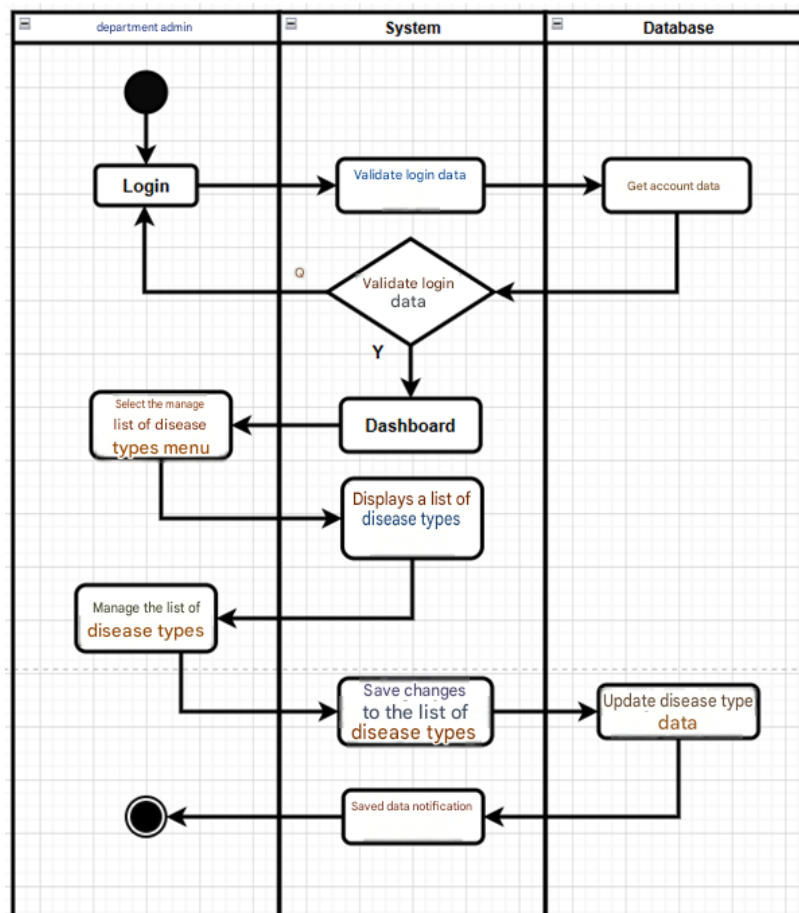 department admin
System
Database
Login
Validate login data
Get account data
Q
Validate login
data
Y
Select the manage
list of disease
types menu
Dashboard
Displays a list of
disease types
Manage the list of
disease types
Save changes
to the list of
disease types
Update disease type
data
Saved data notification